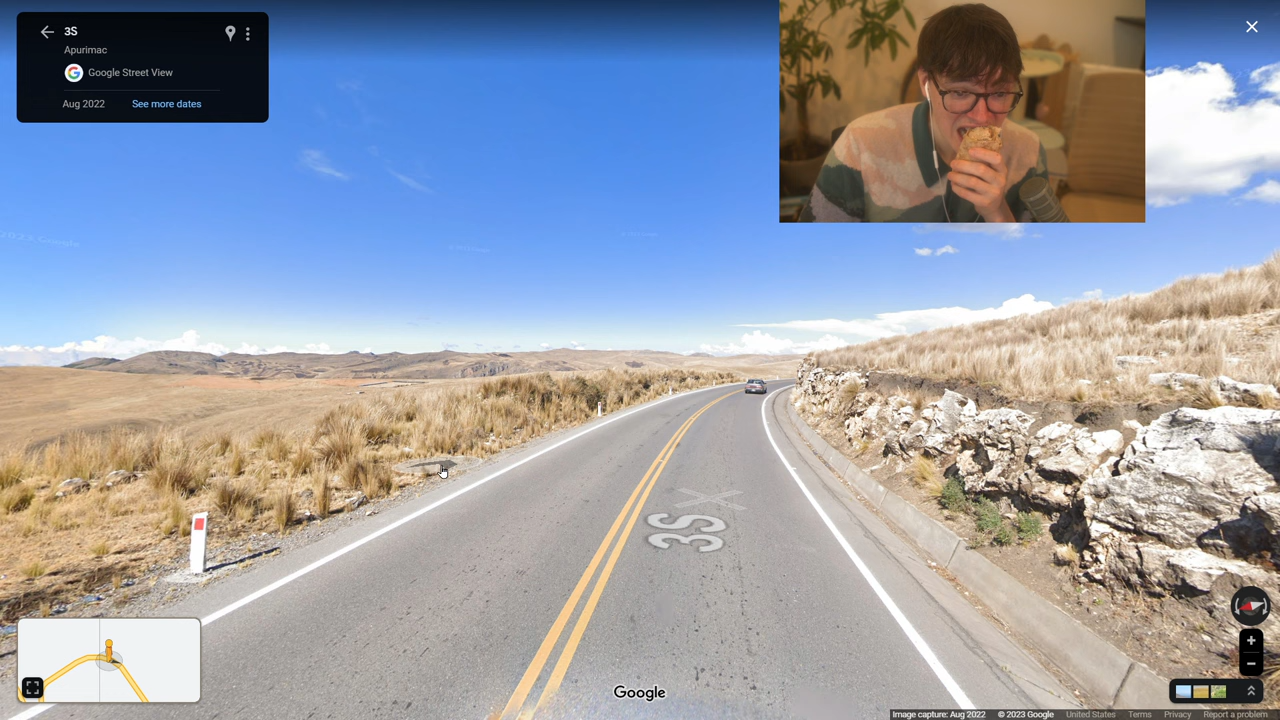 3S
Apurimac
Google Street View
Aug 2022 See more dates
3S
Google
Image capture: Aug 2022 © 2023 Google United States Terms Privacy Report a problem